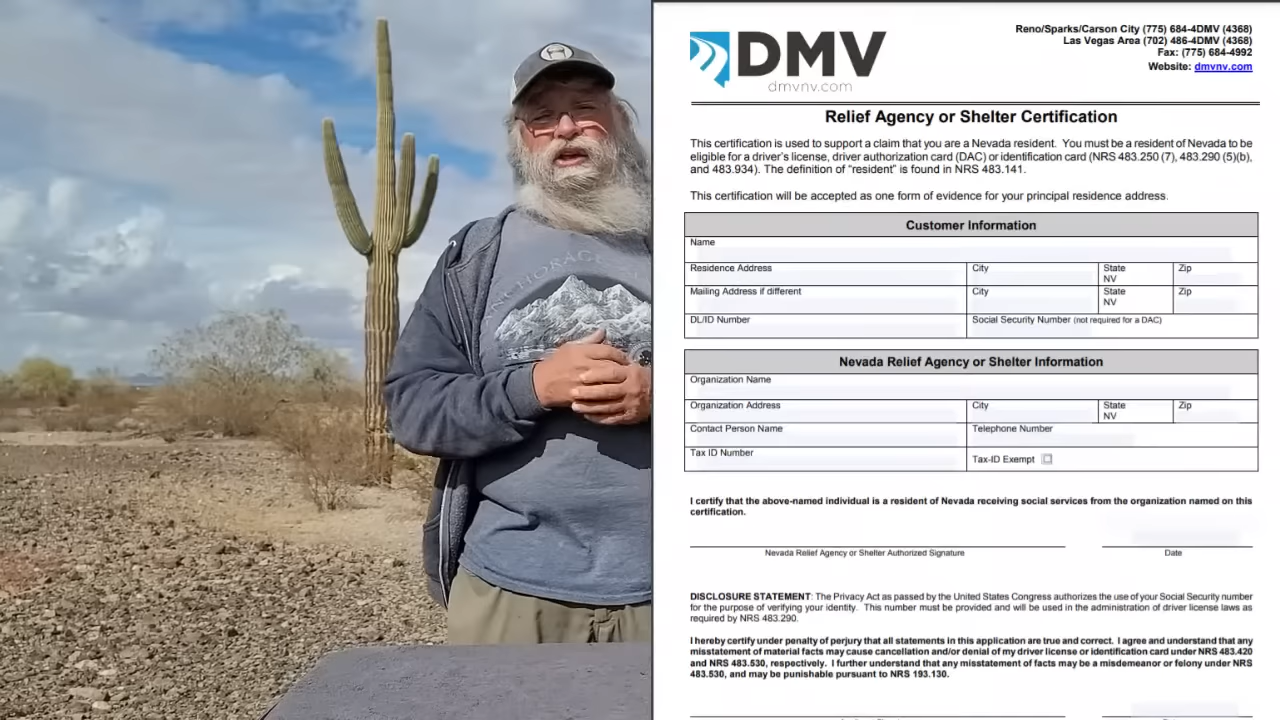 HORAGE
DMV
dmvnv.com
Reno/Sparks/Carson City (775) 684-4DMV (4368)
Las Vegas Area (702) 486-4DMV (4368)
Fax: (775) 684-4992
Website: dmvnv.com
Relief Agency or Shelter Certification
This certification is used to support a claim that you are a Nevada resident. You must be a resident of Nevada to be
eligible for a driver's license, driver authorization card (DAC) or identification card (NRS 483.250 (7), 483.290 (5)(b),
and 483.934). The definition of "resident" is found in NRS 483.141.
This certification will be accepted as one form of evidence for your principal residence address.
Customer Information
Name
Residence Address City State Zip
NV
Mailing Address if different City State Zip
NV
DL/ID Number Social Security Number (not required for a DAC)
Nevada Relief Agency or Shelter Information
Organization Name
Organization Address City State Zip
NV
Contact Person Name Telephone Number
Tax ID Number Tax-ID Exempt
I certify that the above-named individual is a resident of Nevada receiving social services from the organization named on this
certification.
Nevada Relief Agency or Shelter Authorized Signature Date
DISCLOSURE STATEMENT: The Privacy Act as passed by the United States Congress authorizes the use of your Social Security number
for the purpose of verifying your identity. This number must be provided and will be used in the administration of driver license laws as
required by NRS 483.290.
I hereby certify under penalty of perjury that all statements in this application are true and correct. I agree and understand that any
misstatement of material facts may cause cancellation and/or denial of my driver license or identification card under NRS 483.420
and NRS 483.530, respectively. I further understand that any misstatement of facts may be a misdemeanor or felony under NRS
483.530, and may be punishable pursuant to NRS 193.130.